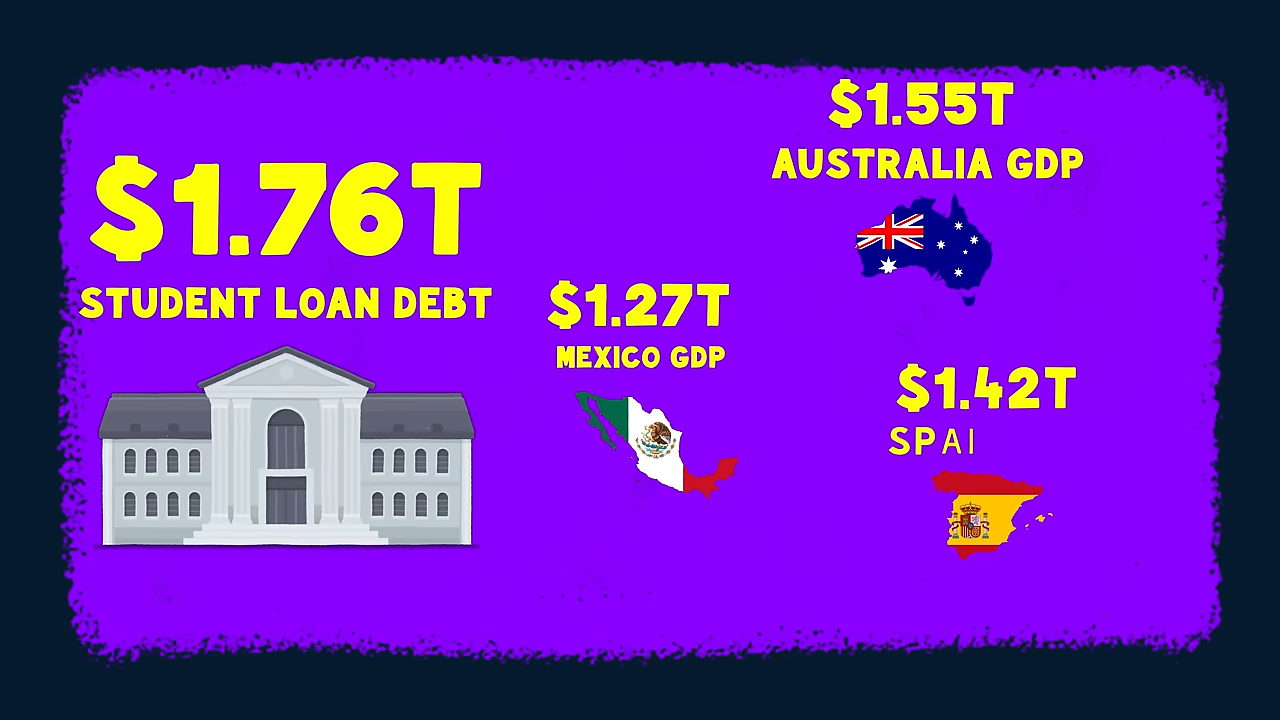 $1.76T
STUDENT LOAN DEBT
$1.27T
MEXICO GDP
$1.55T
AUSTRALIA GDP
$1.42T
SPAI